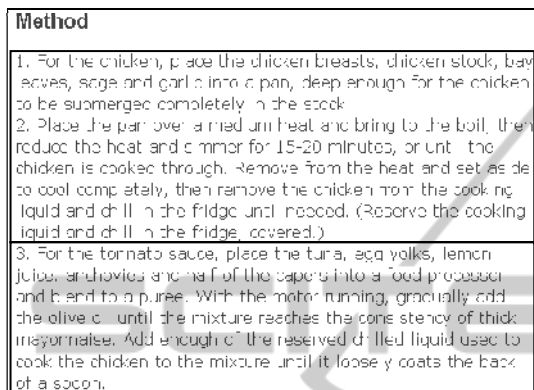 Method
1. For the chicken, place the chicken breasts, chicken stock, bay
leaves, sage and garlic into a pan, deep enough for the chicken
to be submerged completely in the stock
2. Place the pan over a medium heat and bring to the boil, then
reduce the heat and simmer for 15-20 minutes, or until the
chicken is cooked through. Remove from the heat and set aside
to cool completely, then remove the chicken from the cooking
liquid and chill in the fridge until needed. (Reserve the cooking
liquid and chill in the fridge, covered.)
3. For the tonnato sauce, place the tuna, egg yolks, lemon
juice, anchovies and half of the capers into a food processor
and blend to a purée. With the motor running, gradually add
the olive oil until the mixture reaches the consistency of thick
mayonnaise. Add enough of the reserved chilled liquid used to
cook the chicken to the mixture until it loosely coats the back
of a spoon.